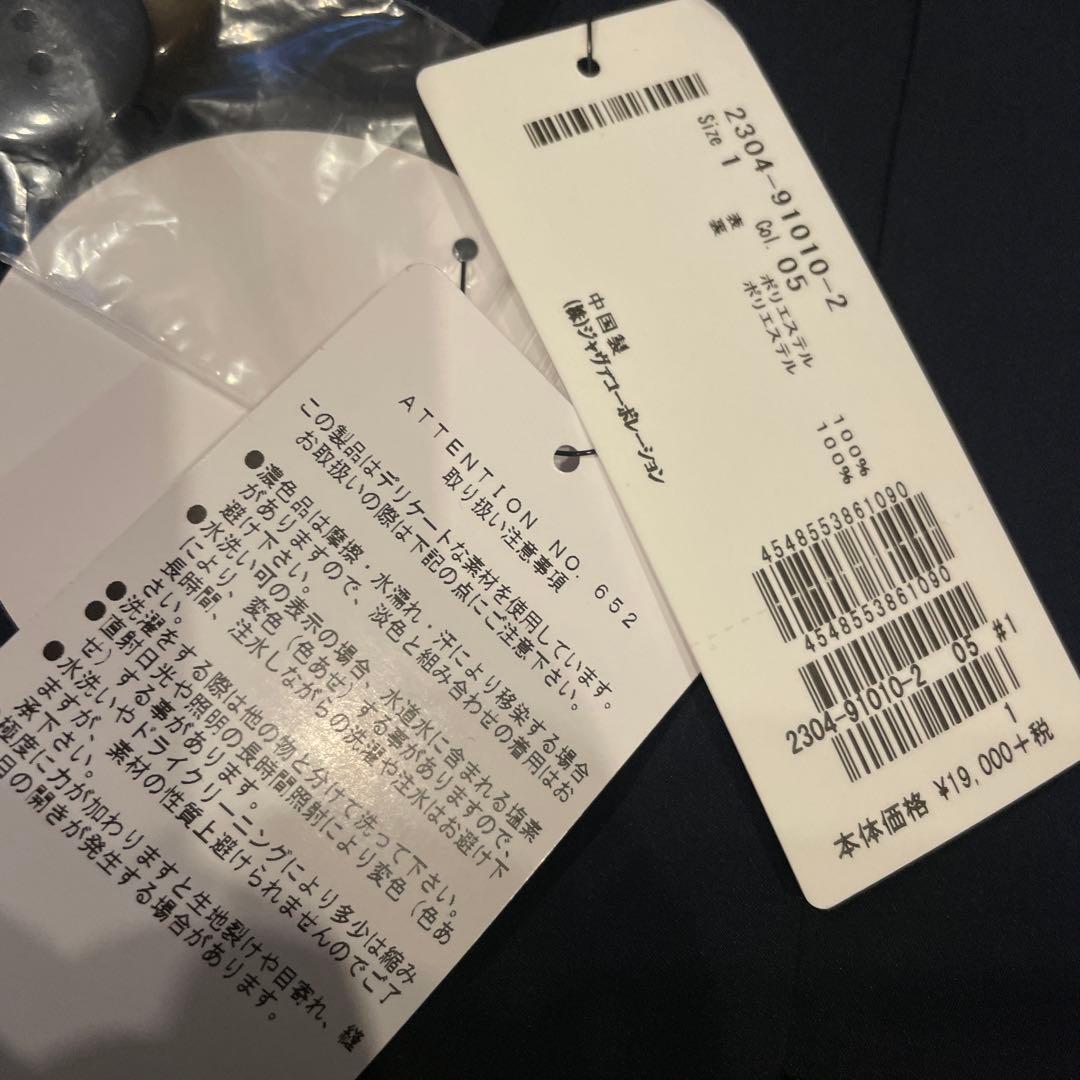 2304-91010-2
Size 1 Col. 05
表 ポリエステル 100%
裏 ポリエステル 100%
中国製
(株)ジャヴァコーポレーション
4548553861090
4548553861090
2304-91010-2 05 #1
1
本体価格 ¥19,000+税
ATTENTION NO. 652
取り扱い注意事項
この製品はデリケートな素材を使用しています。
お取扱いの際は下記の点にご注意下さい。
●濃色品は摩擦・水濡れ・汗により移染する場合
がありますので、淡色と組み合わせの着用はお
避け下さい。
●水洗い可の表示の場合、水道水に含まれる塩素
により、変色(色あせ)する事がありますので、
長時間、注水しながらの洗濯や注水はお避け下
さい。
●洗濯をする際は他の物と分けて洗って下さい。
●直射日光や照明の長時間照射により変色(色あ
せ)する事があります。
●水洗いやドライクリーニングにより多少は縮み
ますが、素材の性質上避けられませんのでご了
承下さい。
極度に力が加わりますと生地裂けや目寄れ、縫
目の開きが発生する場合があります。